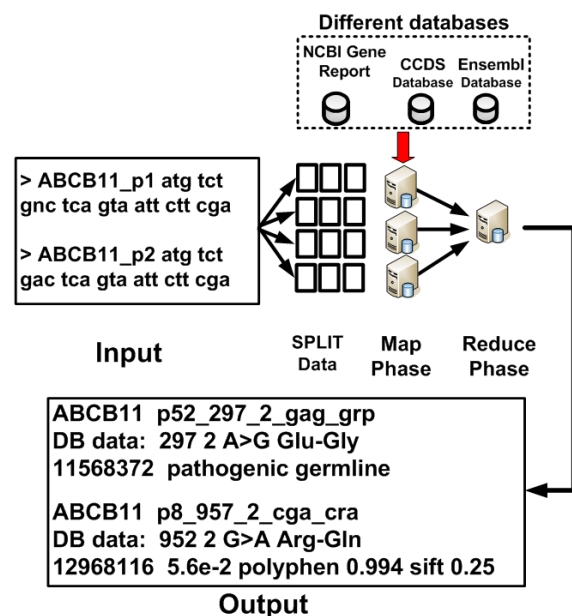 Different databases
NCBI Gene
Report
CCDS
Database
Ensembl
Database
> ABCB11_p1 atg tct
gnc tca gta att ctt cga
> ABCB11_p2 atg tct
gac tca gta att ctt cga
Input
SPLIT
Data
Map
Phase
Reduce
Phase
ABCB11 p52_297_2_gag_grp
DB data: 297 2 A>G Glu-Gly
11568372 pathogenic germline
ABCB11 p8_957_2_cga_cra
DB data: 952 2 G>A Arg-Gln
12968116 5.6e-2 polyphen 0.994 sift 0.25
Output